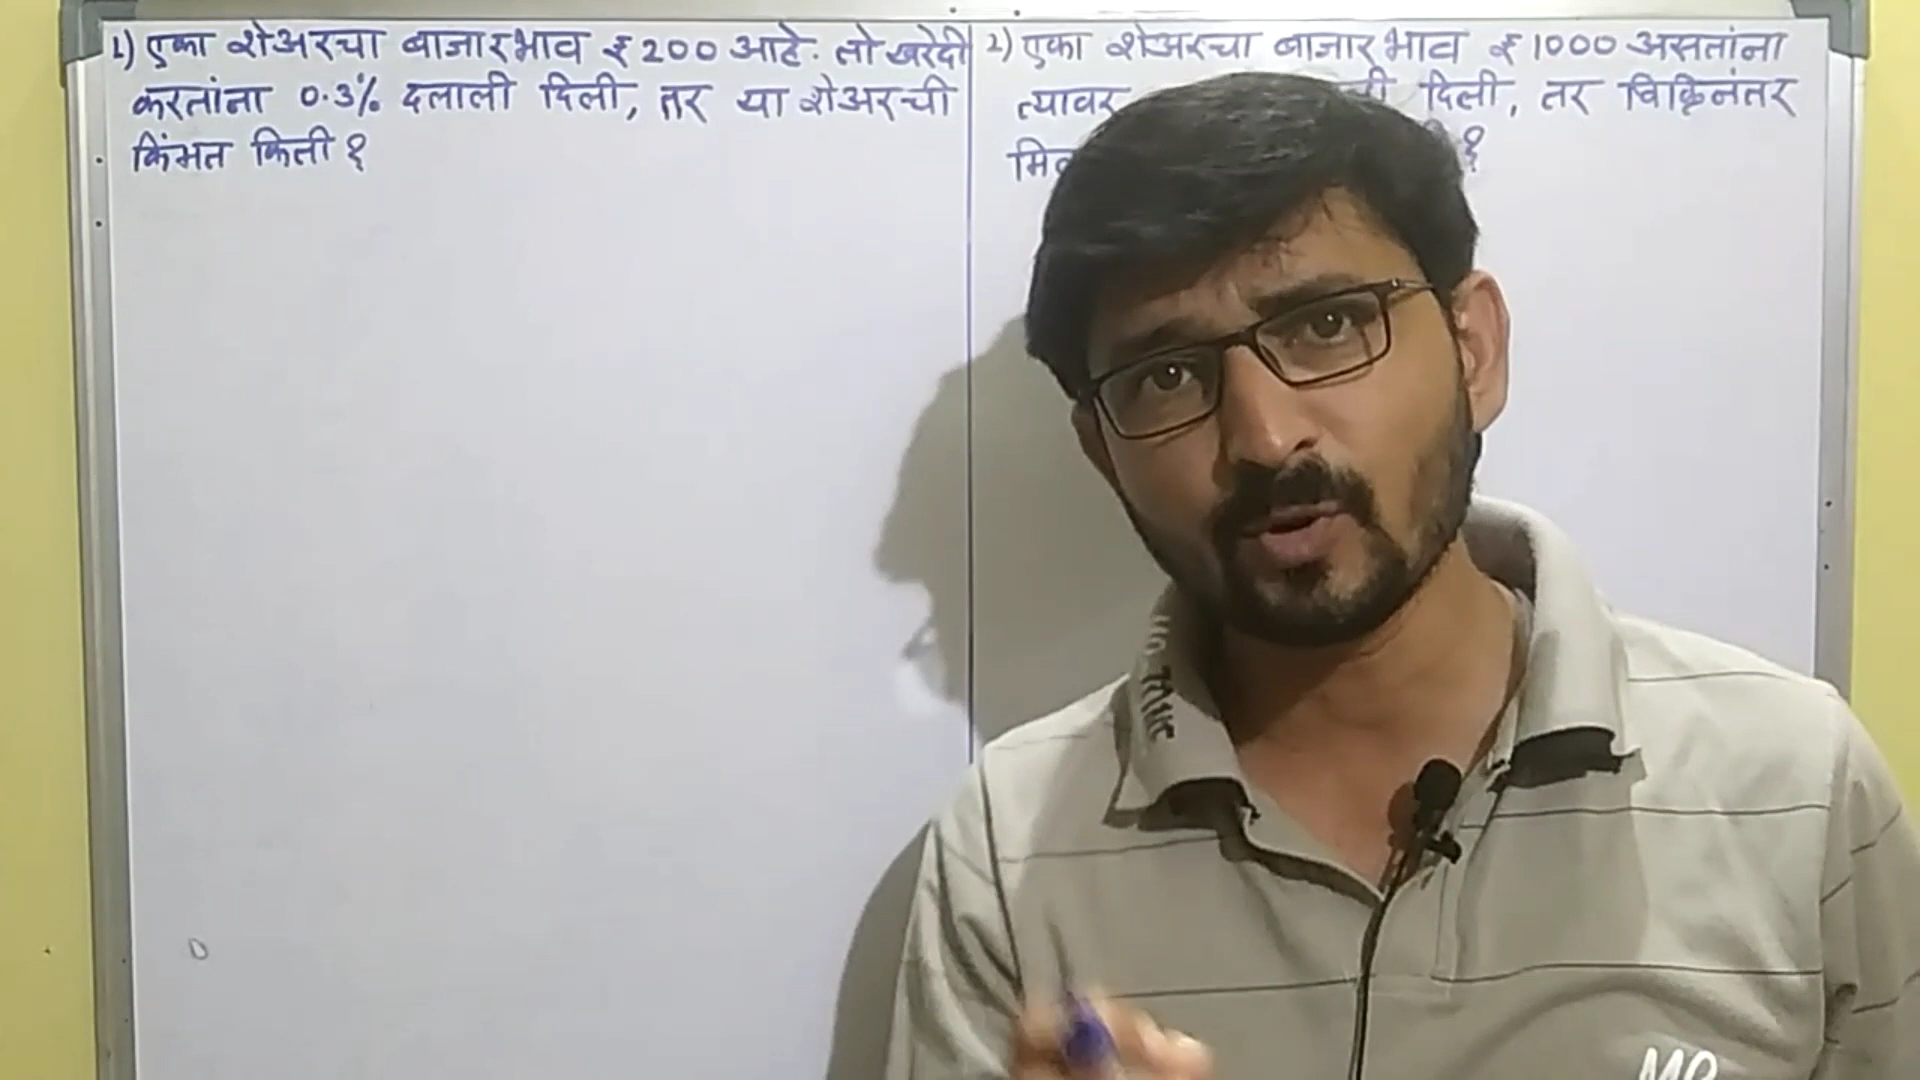 1) एका शेअरचा बाजारभाव ₹ 200 आहे. तो खरेदी
करतांना 0.3% दलाली दिली, तर या शेअरची
किंमत किती?
2) एका शेअरचा बाजारभाव ₹ 1000 असतांना
त्यावर दिली, तर विक्रिनंतर
?